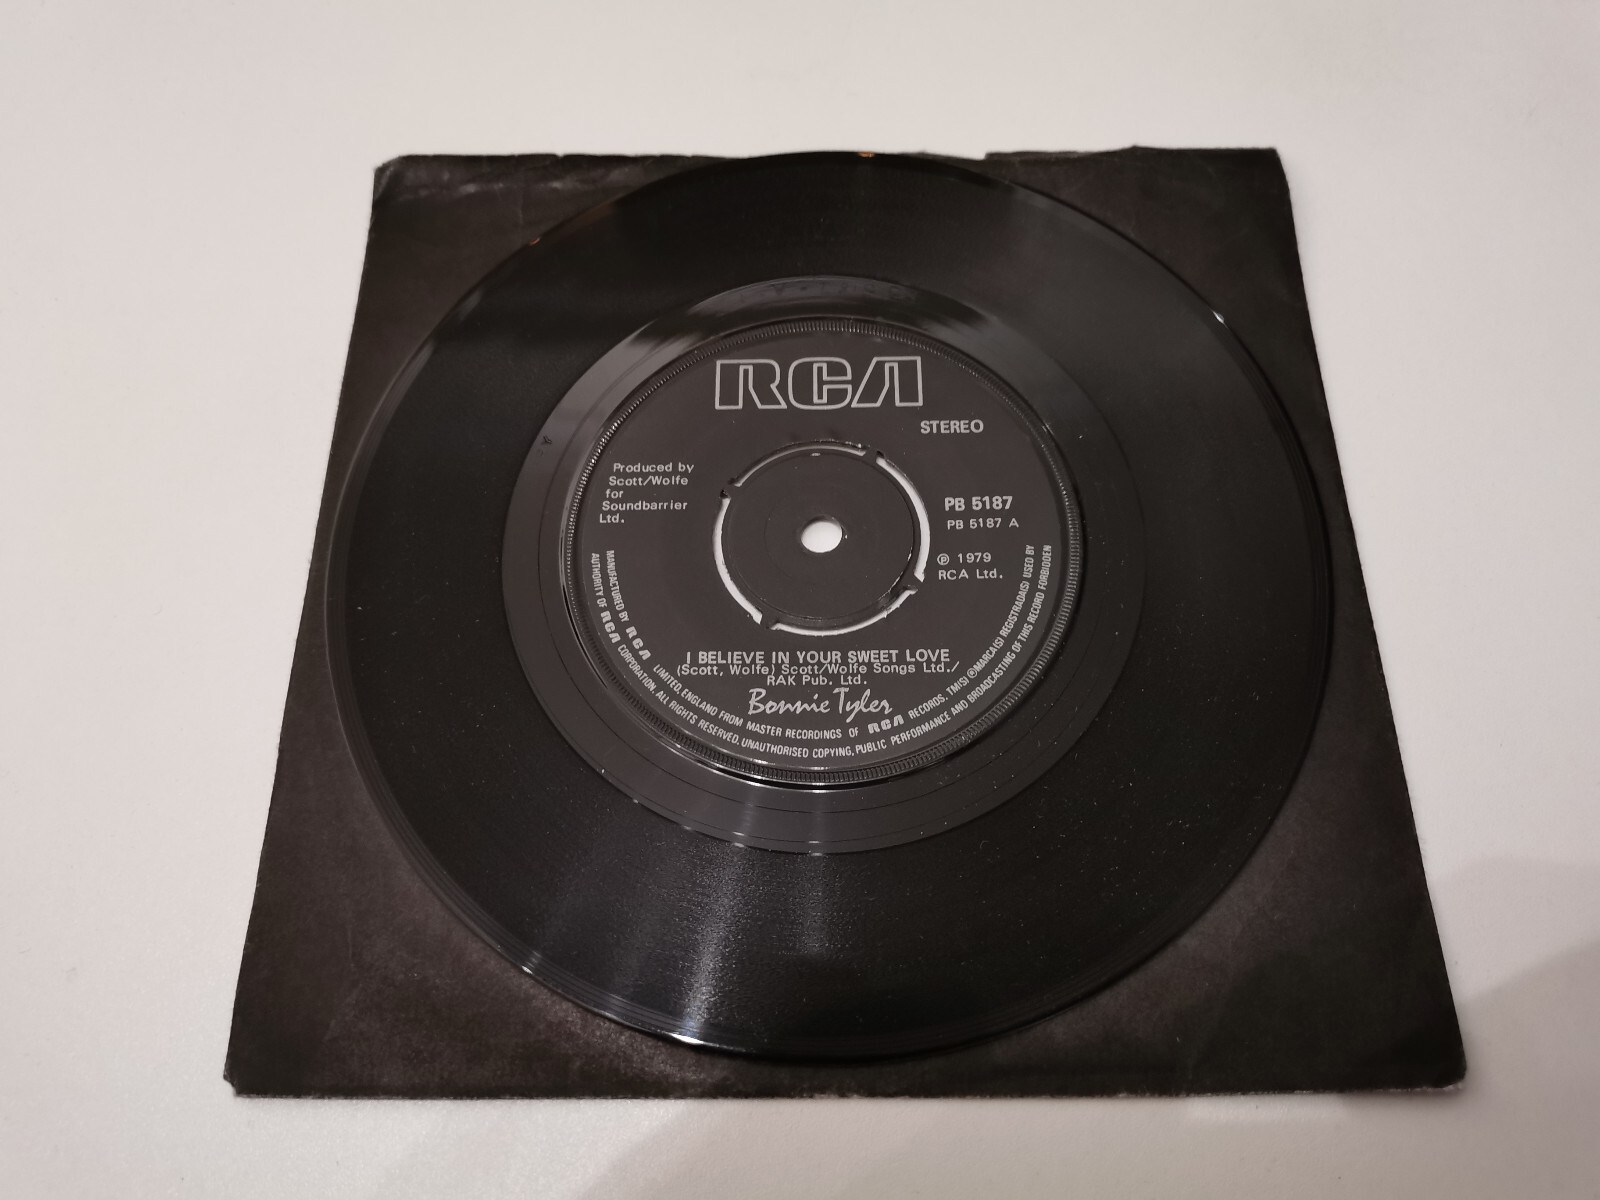 RCA
STEREO
Produced by
Scott/Wolfe
for
Soundbarrier
Ltd.
PB 5187
PB 5187 A
℗ 1979
RCA Ltd.
I BELIEVE IN YOUR SWEET LOVE
(Scott, Wolfe) Scott/Wolfe Songs Ltd./
RAK Pub. Ltd.
Bonnie Tyler
MANUFACTURED BY RCA LIMITED, ENGLAND FROM MASTER RECORDINGS OF RCA RECORDS. TM(S) ®MARCA(S) REGISTRADA(S) USED BY
AUTHORITY OF RCA CORPORATION. ALL RIGHTS RESERVED. UNAUTHORISED COPYING, PUBLIC PERFORMANCE AND BROADCASTING OF THIS RECORD FORBIDDEN